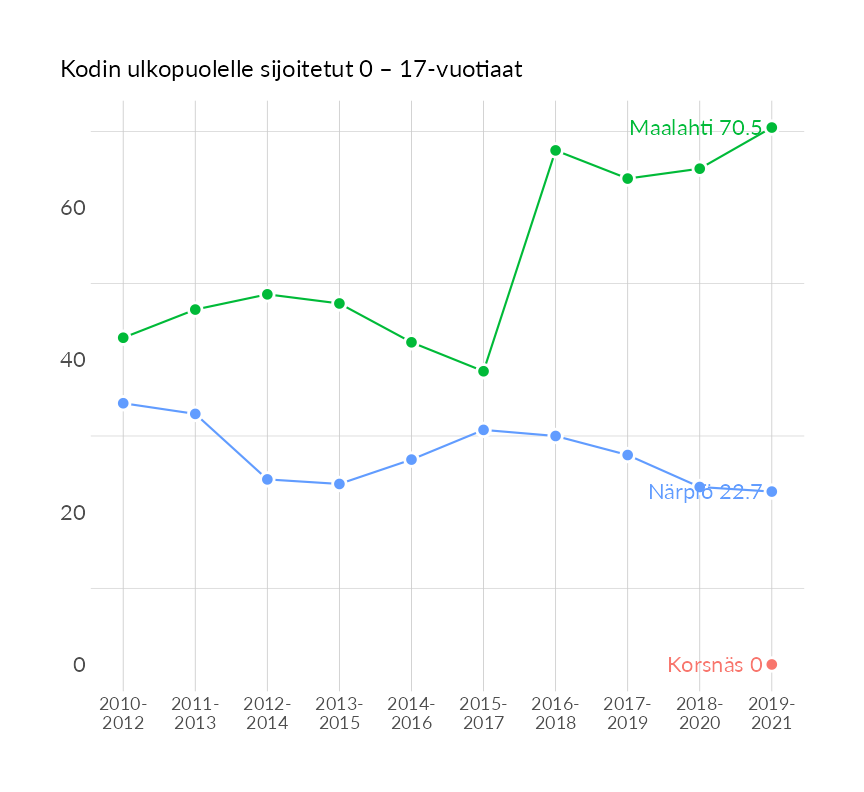 Kodin ulkopuolelle sijoitetut 0 – 17-vuotiaat
Maalahti 70.5
60
40
Närpiö 22.7
20
Korsnäs 0
0
2010- 2011- 2012- 2013- 2014- 2015- 2016- 2017- 2018- 2019-
2012 2013 2014 2015 2016 2017 2018 2019 2020 2021